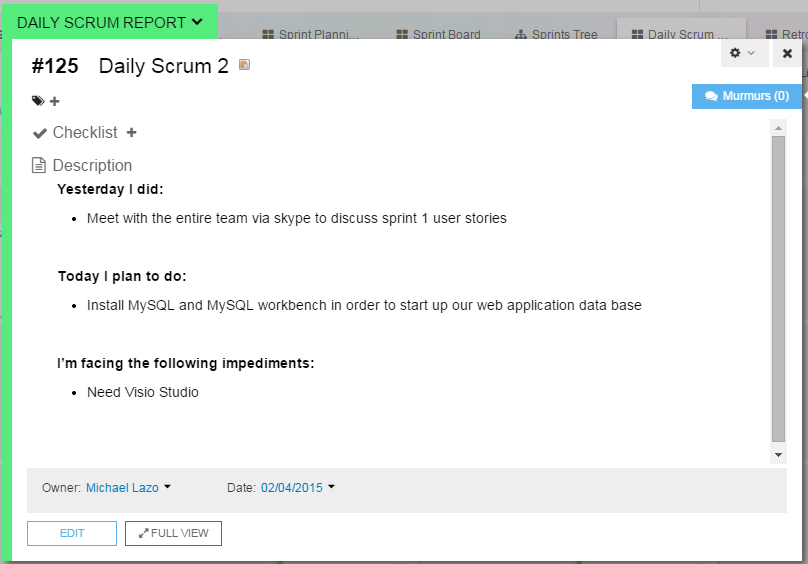 DAILY SCRUM REPORT
Sprint Planni...
Sprint Board
Sprints Tree
Daily Scrum ...
Retro
#125 Daily Scrum 2
Murmurs (0)
Checklist
Description
Yesterday I did:
Meet with the entire team via skype to discuss sprint 1 user stories
Today I plan to do:
Install MySQL and MySQL workbench in order to start up our web application data base
I'm facing the following impediments:
Need Visio Studio
Owner: Michael Lazo
Date: 02/04/2015
EDIT
FULL VIEW